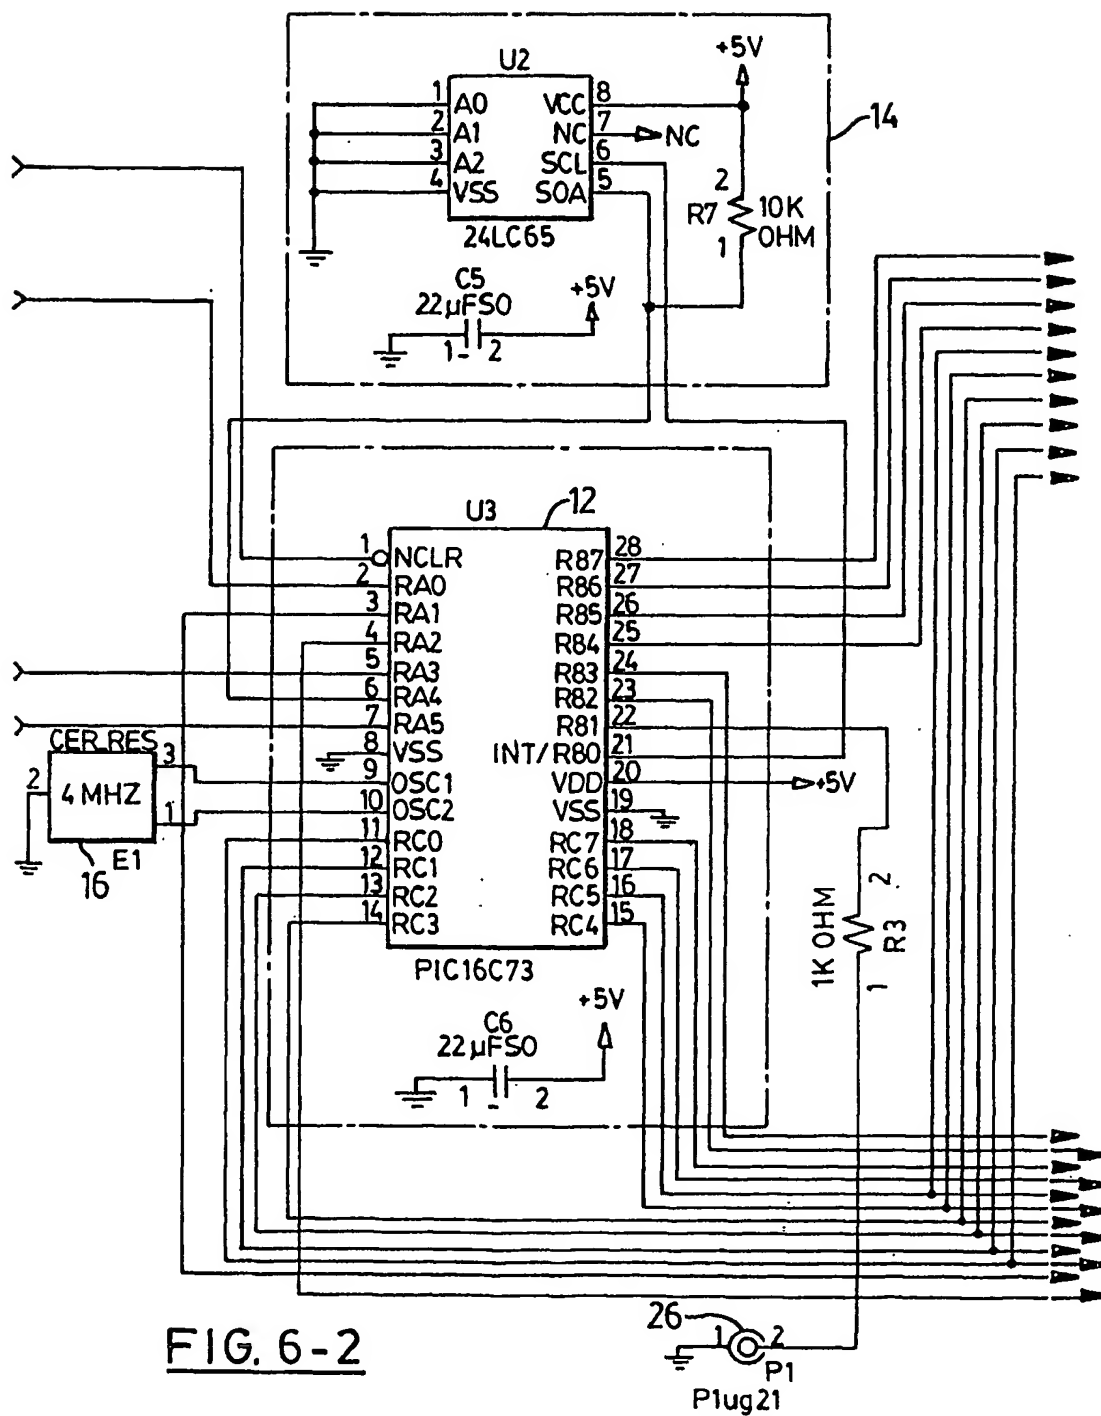 +5V
U2
1 A0 VCC 8
2 A1 NC 7 NC
3 A2 SCL 6
4 VSS SOA 5
24LC65
14
2
R7 10K
OHM
1
C5
22µFSO
+5V
1 - 2
U3
12
1 NCLR R87 28
2 RA0 R86 27
3 RA1 R85 26
4 RA2 R84 25
5 RA3 R83 24
6 RA4 R82 23
7 RA5 R81 22
8 VSS INT/R80 21
9 OSC1 VDD 20 +5V
10 OSC2 VSS 19
11 RC0 RC7 18
12 RC1 RC6 17
13 RC2 RC5 16
14 RC3 RC4 15
PIC16C73
CER_RES
3
2 4 MHZ
1
16 E1
2
1K OHM R3
1
+5V
C6
22µFSO
1 - 2
26
1 2
P1
Plug21
FIG. 6-2